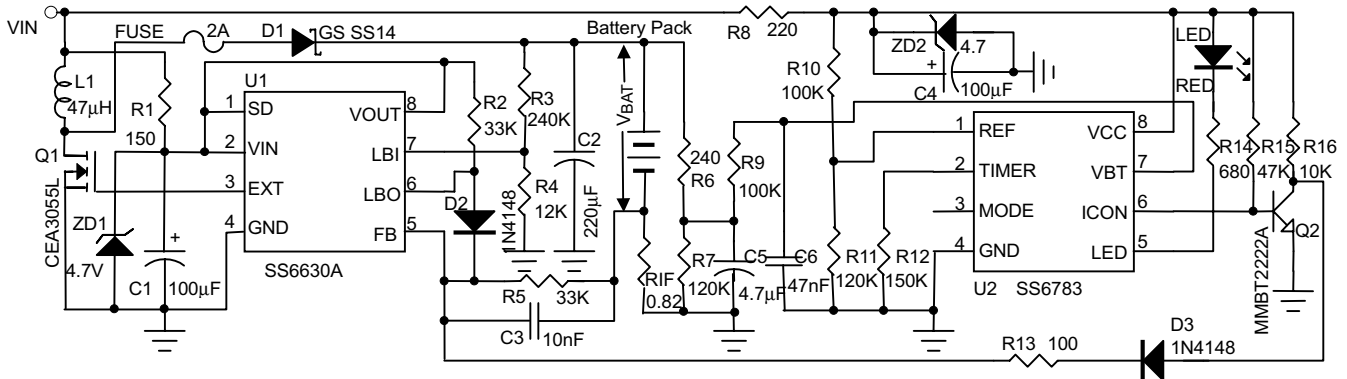 VIN
FUSE
2A
D1
GS SS14
Battery Pack
R8
220
ZD2
4.7
+
100μF
C4
LED
RED
L1
47μH
R1
150
U1
1
SD
2
VIN
3
EXT
4
GND
VOUT
8
LBI
7
LBO
6
FB
5
SS6630A
R2
33K
R3
240K
C2
220μF
VBAT
240
R6
R9
100K
R10
100K
1
REF
2
TIMER
3
MODE
4
GND
VCC
8
VBT
7
ICON
6
LED
5
U2
SS6783
R14
680
R15
47K
R16
10K
Q1
CEA3055L
ZD1
4.7V
+
C1
100μF
D2
1N4148
R4
12K
R5
33K
C3
10nF
RIF
0.82
R7
120K
C5
4.7μF
C6
47nF
R11
120K
R12
150K
Q2
MMBT2222A
R13
100
D3
1N4148